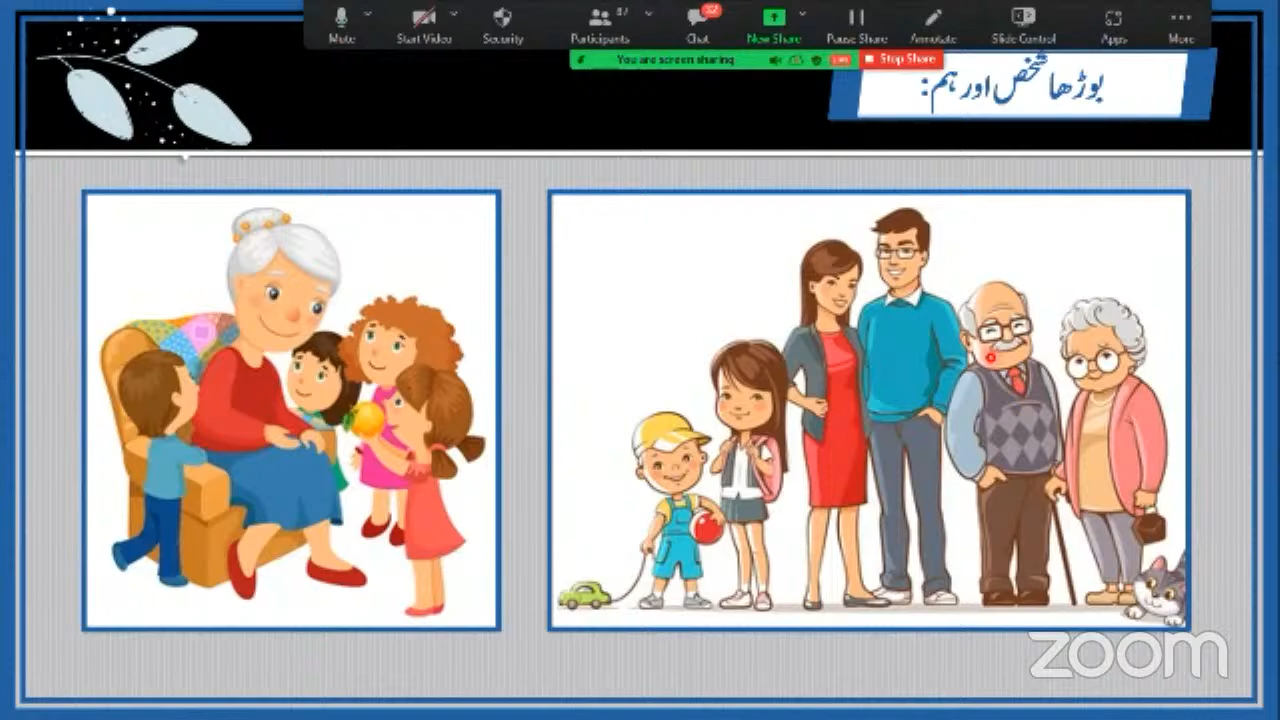 Mute
Start Video
Security
Participants
Chat
New Share
Pause Share
Annotate
Slide Control
Apps
More
You are screen sharing
Stop Share
بوڑھا شخص اور ہم:
zoom